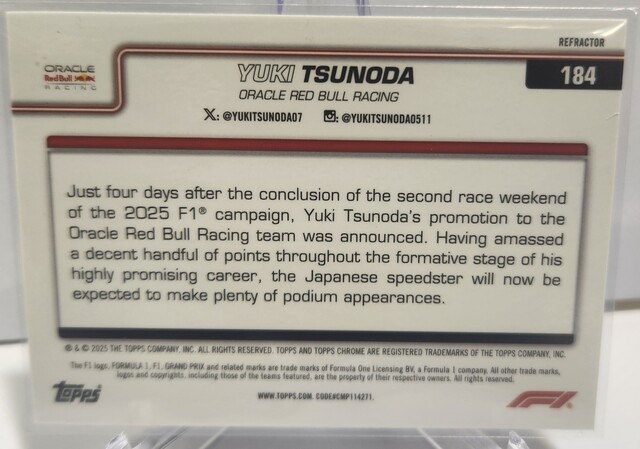 REFRACTOR
ORACLE
Red Bull
RACING
YUKI TSUNODA
184
ORACLE RED BULL RACING
X: @YUKITSUNODA07 : @YUKITSUNODA0511
Just four days after the conclusion of the second race weekend
of the 2025 F1® campaign, Yuki Tsunoda's promotion to the
Oracle Red Bull Racing team was announced. Having amassed
a decent handful of points throughout the formative stage of his
highly promising career, the Japanese speedster will now be
expected to make plenty of podium appearances.
® & © 2025 THE TOPPS COMPANY, INC. ALL RIGHTS RESERVED. TOPPS AND TOPPS CHROME ARE REGISTERED TRADEMARKS OF THE TOPPS COMPANY, INC.
The F1 logo, FORMULA 1, F1, GRAND PRIX and related marks are trade marks of Formula One Licensing BV, a Formula 1 company. All other trade marks,
logos and copyrights, including those of the teams featured, are the property of their respective owners. All rights reserved.
Topps
WWW.TOPPS.COM CODE#CMP114271.
F1®